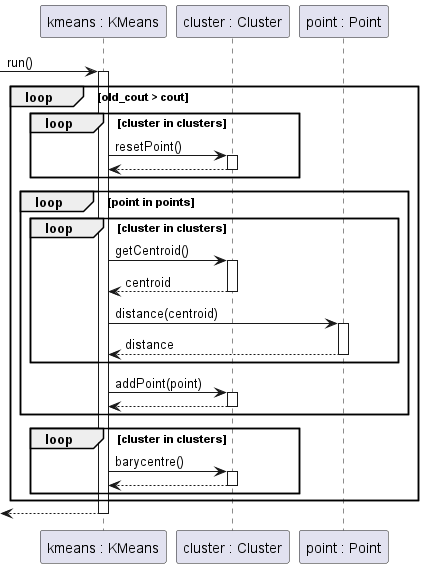 kmeans : KMeans cluster : Cluster point : Point
run()
loop [old_cout > cout]
loop [cluster in clusters]
resetPoint()
loop [point in points]
loop [cluster in clusters]
getCentroid()
centroid
distance(centroid)
distance
addPoint(point)
loop [cluster in clusters]
barycentre()
kmeans : KMeans cluster : Cluster point : Point